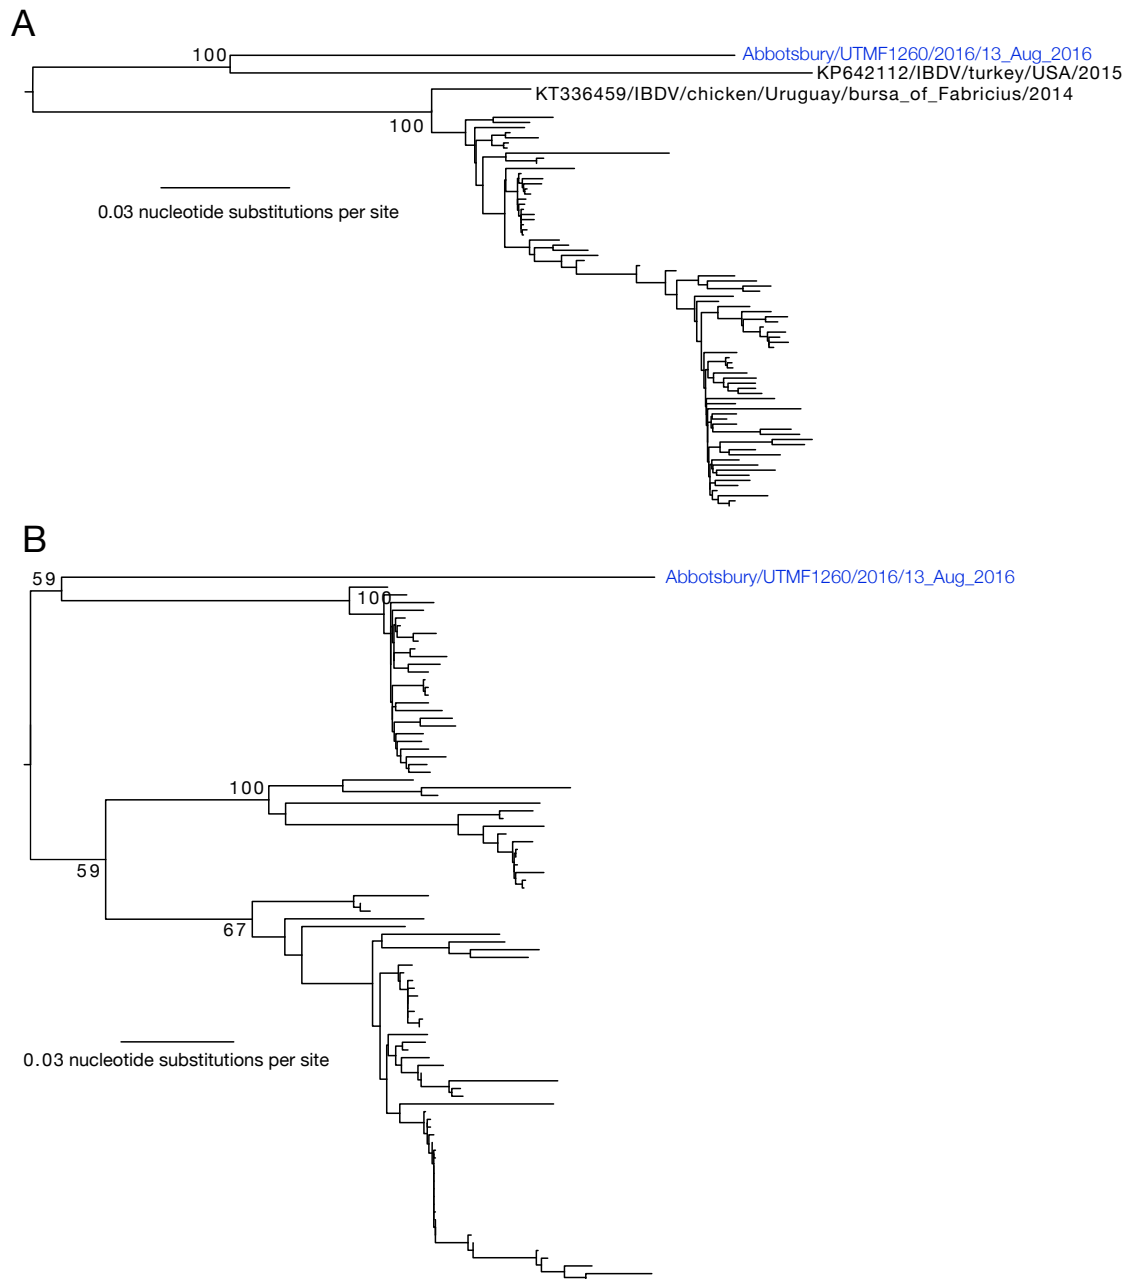 A
100
Abbotsbury/UTMF1260/2016/13_Aug_2016
KP642112/IBDV/turkey/USA/2015
KT336459/IBDV/chicken/Uruguay/bursa_of_Fabricius/2014
100
0.03 nucleotide substitutions per site
B
59
Abbotsbury/UTMF1260/2016/13_Aug_2016
100
100
59
67
0.03 nucleotide substitutions per site